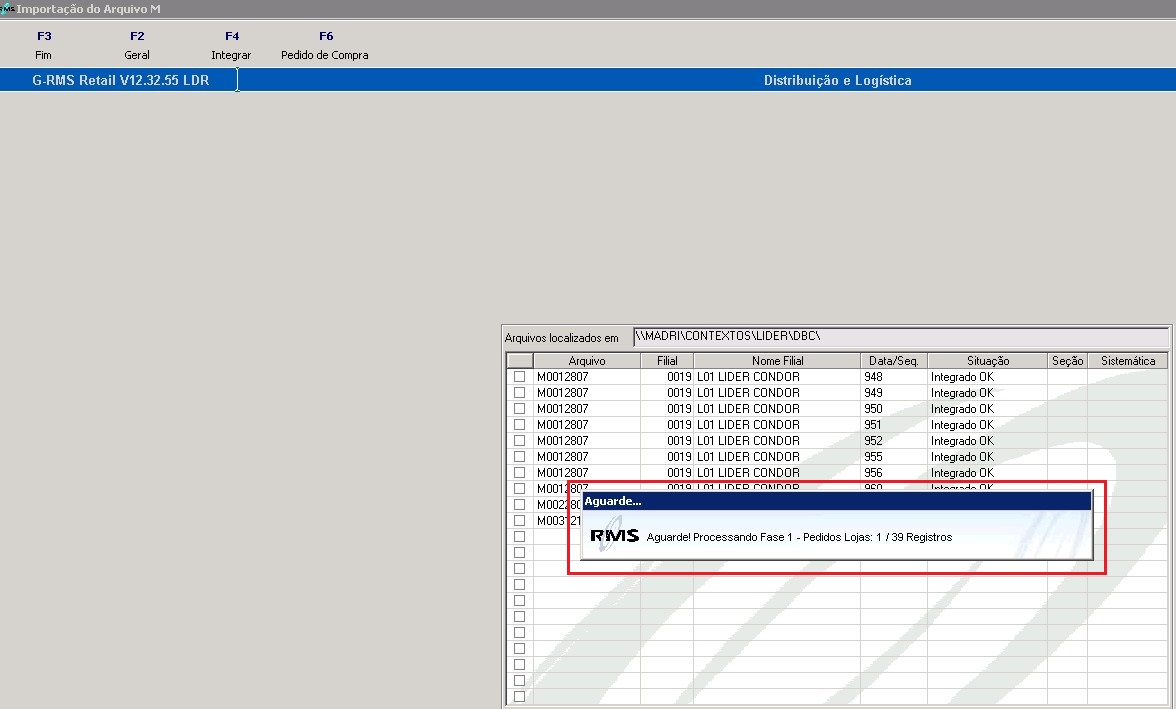 RMS Importação do Arquivo M
F3 F2 F4 F6
Fim Geral Integrar Pedido de Compra
G-RMS Retail V12.32.55 LDR Distribuição e Logística
Arquivos localizados em \\MADRI\CONTEXTOS\LIDER\DBC\
Arquivo Filial Nome Filial Data/Seq. Situação Seção Sistemática
M0012807 0019 L01 LIDER CONDOR 948 Integrado OK
M0012807 0019 L01 LIDER CONDOR 949 Integrado OK
M0012807 0019 L01 LIDER CONDOR 950 Integrado OK
M0012807 0019 L01 LIDER CONDOR 951 Integrado OK
M0012807 0019 L01 LIDER CONDOR 952 Integrado OK
M0012807 0019 L01 LIDER CONDOR 955 Integrado OK
M0012807 0019 L01 LIDER CONDOR 956 Integrado OK
M0012807 0019 L01 LIDER CONDOR 960 Integrado OK
M002280
M003121
Aguarde...
RMS Aguarde! Processando Fase 1 - Pedidos Lojas: 1 / 39 Registros